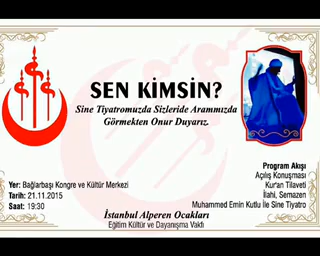 SEN KİMSİN?
Sine Tiyatromuzda Sizleride Aramızda
Görmekten Onur Duyarız.
Yer: Bağlarbaşı Kongre ve Kültür Merkezi
Tarih: 21.11.2015
Saat: 19:30
Program Akışı
Açılış Konuşması
Kur'an Tilaveti
İlahi, Semazen
Muhammed Emin Kutlu İle Sine Tiyatro
İstanbul Alperen Ocakları
Eğitim Kültür ve Dayanışma Vakfı